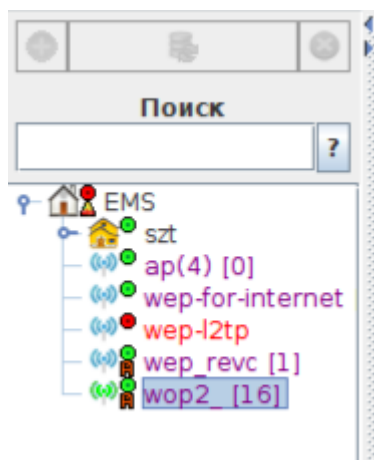 Поиск
?
EMS
szt
ap(4) [0]
wep-for-internet
wep-l2tp
wep_revc [1]
wop2_ [16]